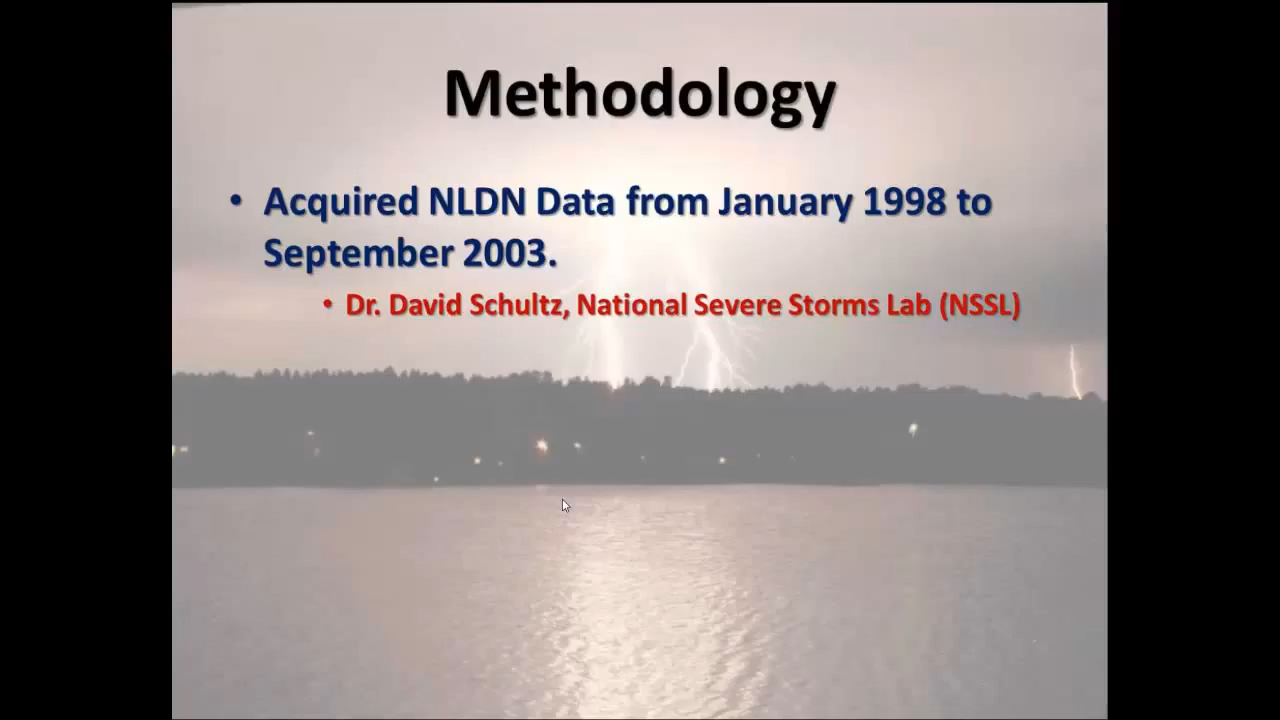 Methodology
• Acquired NLDN Data from January 1998 to
September 2003.
• Dr. David Schultz, National Severe Storms Lab (NSSL)